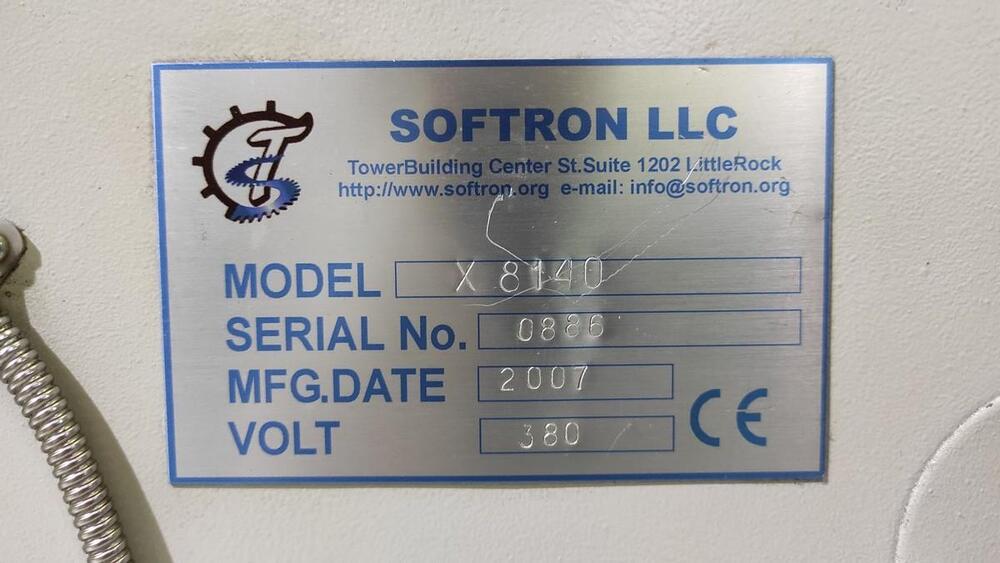 SOFTRON LLC
TowerBuilding Center St.Suite 1202 LittleRock
http://www.softron.org e-mail: info@softron.org
MODEL X 8140
SERIAL No. 0886
MFG.DATE 2007
VOLT 380
CE